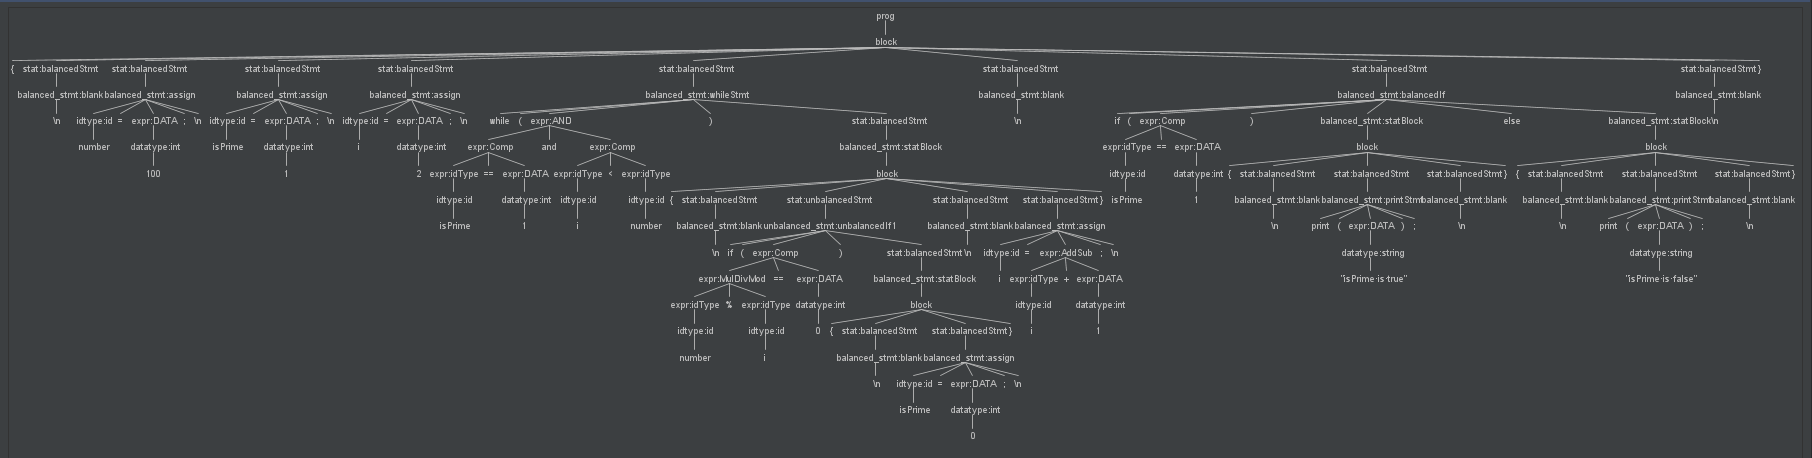 prog
block
{ stat:balancedStmt stat:balancedStmt stat:balancedStmt stat:balancedStmt stat:balancedStmt stat:balancedStmt stat:balancedStmt stat:balancedStmt }
balanced_stmt:blank balanced_stmt:assign balanced_stmt:assign balanced_stmt:assign balanced_stmt:whileStmt balanced_stmt:blank balanced_stmt:balancedIf balanced_stmt:blank
\n idtype:id = expr:DATA ; \n idtype:id = expr:DATA ; \n idtype:id = expr:DATA ; \n while ( expr:AND ) stat:balancedStmt \n if ( expr:Comp ) balanced_stmt:statBlock else balanced_stmt:statBlock \n \n
number datatype:int isPrime datatype:int i datatype:int expr:Comp and expr:Comp balanced_stmt:statBlock expr:idType == expr:DATA block block
100 1 2 expr:idType == expr:DATA expr:idType < expr:idType block idtype:id datatype:int { stat:balancedStmt stat:balancedStmt stat:balancedStmt } { stat:balancedStmt stat:balancedStmt stat:balancedStmt }
idtype:id datatype:int idtype:id idtype:id { stat:balancedStmt stat:unbalancedStmt stat:balancedStmt stat:balancedStmt } isPrime 1 balanced_stmt:blank balanced_stmt:printStmt balanced_stmt:blank balanced_stmt:blank balanced_stmt:printStmt balanced_stmt:blank
isPrime 1 i number balanced_stmt:blank unbalanced_stmt:unbalancedIf1 balanced_stmt:blank balanced_stmt:assign \n print ( expr:DATA ) ; \n \n print ( expr:DATA ) ; \n
\n if ( expr:Comp ) stat:balancedStmt \n idtype:id = expr:AddSub ; \n datatype:string datatype:string
expr:MulDivMod == expr:DATA balanced_stmt:statBlock i expr:idType + expr:DATA "isPrime·is·true" "isPrime·is·false"
expr:idType % expr:idType datatype:int block idtype:id datatype:int
idtype:id idtype:id 0 { stat:balancedStmt stat:balancedStmt } i 1
number i balanced_stmt:blank balanced_stmt:assign
\n idtype:id = expr:DATA ; \n
isPrime datatype:int
0